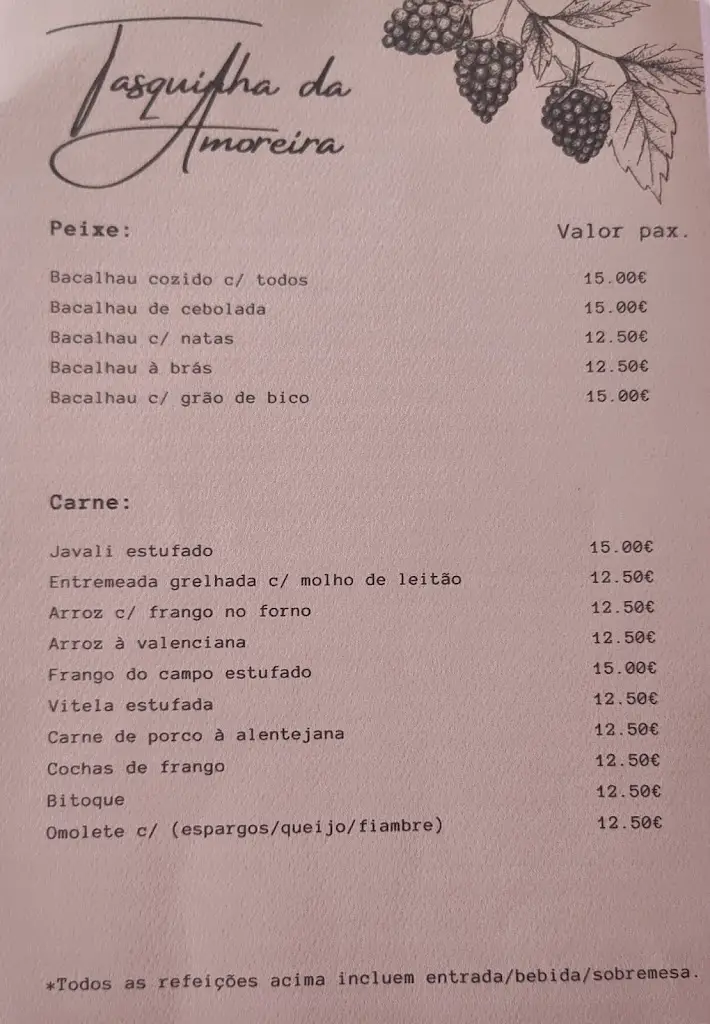 Tasquinha da
Amoreira
Peixe: Valor pax.
Bacalhau cozido c/ todos 15.00€
Bacalhau de cebolada 15.00€
Bacalhau c/ natas 12.50€
Bacalhau à brás 12.50€
Bacalhau c/ grão de bico 15.00€
Carne:
Javali estufado 15.00€
Entremeada grelhada c/ molho de leitão 12.50€
Arroz c/ frango no forno 12.50€
Arroz à valenciana 12.50€
Frango do campo estufado 15.00€
Vitela estufada 12.50€
Carne de porco à alentejana 12.50€
Cochas de frango 12.50€
Bitoque 12.50€
Omolete c/ (espargos/queijo/fiambre) 12.50€
*Todos as refeições acima incluem entrada/bebida/sobremesa.